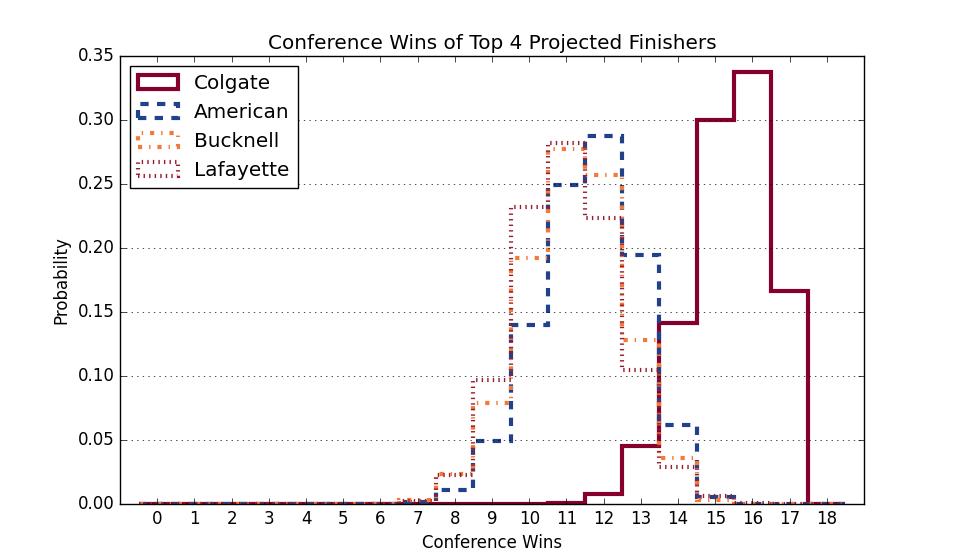 Conference Wins of Top 4 Projected Finishers
0.35
0.30
0.25
0.20
0.15
0.10
0.05
0.00
Probability
Colgate
American
Bucknell
Lafayette
0 1 2 3 4 5 6 7 8 9 10 11 12 13 14 15 16 17 18
Conference Wins